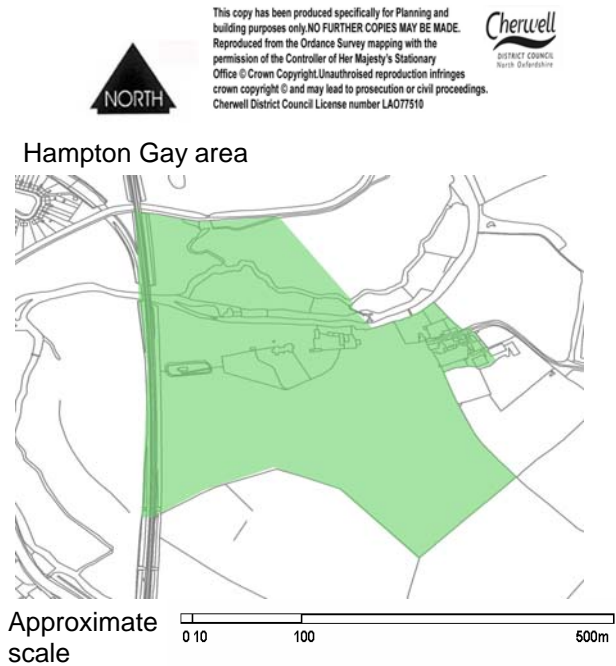 This copy has been produced specifically for Planning and
building purposes only.NO FURTHER COPIES MAY BE MADE.
Reproduced from the Ordance Survey mapping with the
permission of the Controller of Her Majesty's Stationary
Office © Crown Copyright.Unauthroised reproduction infringes
crown copyright © and may lead to prosecution or civil proceedings.
Cherwell District Council License number LAO77510
Cherwell
DISTRICT COUNCIL
North Oxfordshire
NORTH
Hampton Gay area
Approximate
scale
0 10 100 500m